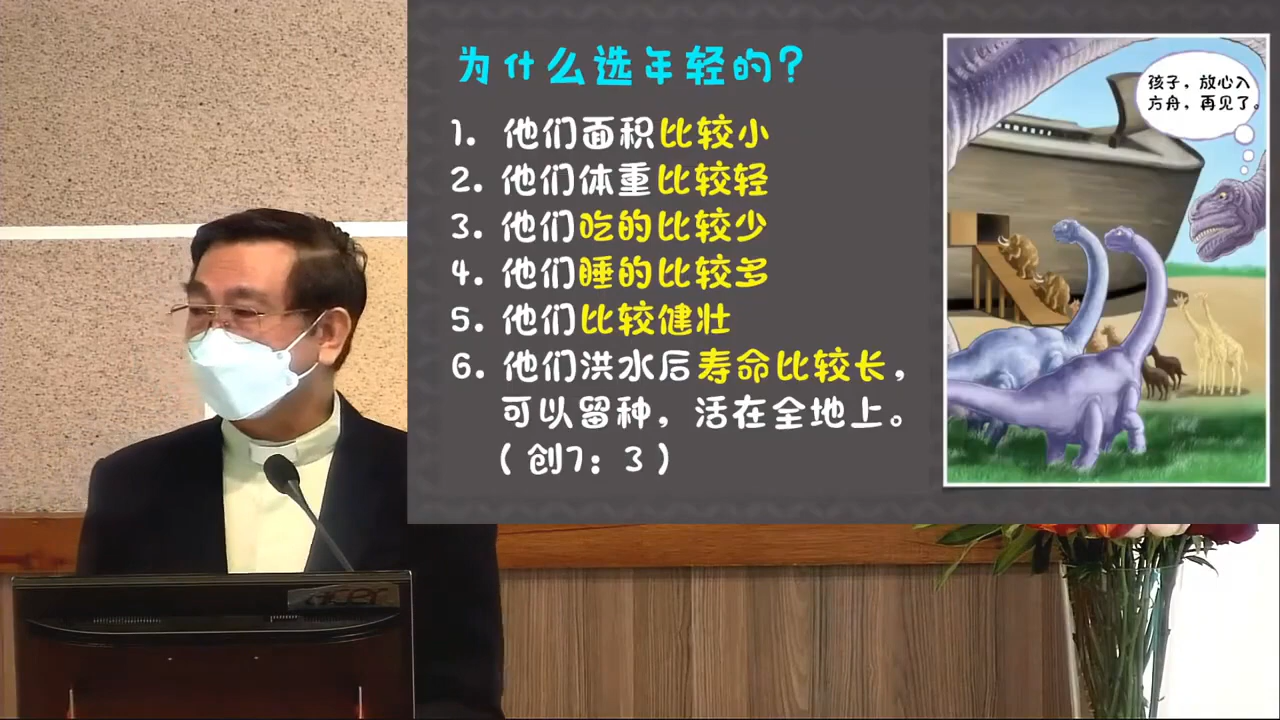 为什么选年轻的?
1. 他们面积比较小
2. 他们体重比较轻
3. 他们吃的比较少
4. 他们睡的比较多
5. 他们比较健壮
6. 他们洪水后寿命比较长，
可以留种，活在全地上。
（创7：3）
孩子，放心入
方舟，再见了。
acer